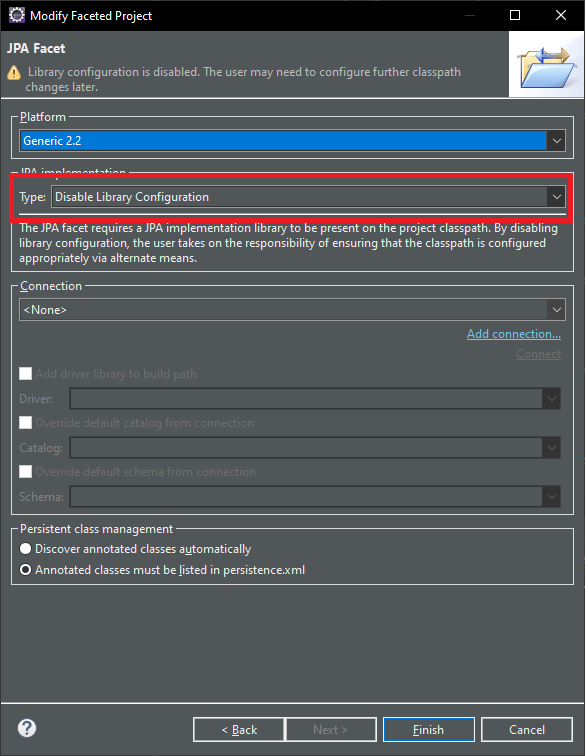 Modify Faceted Project
JPA Facet
Library configuration is disabled. The user may need to configure further classpath
changes later.
Platform
Generic 2.2
JPA implementation
Type: Disable Library Configuration
The JPA facet requires a JPA implementation library to be present on the project classpath. By disabling
library configuration, the user takes on the responsibility of ensuring that the classpath is configured
appropriately via alternate means.
Connection
<None>
Add connection...
Connect
Add driver library to build path
Driver:
Override default catalog from connection
Catalog:
Override default schema from connection
Schema:
Persistent class management
Discover annotated classes automatically
Annotated classes must be listed in persistence.xml
? < Back Next > Finish Cancel